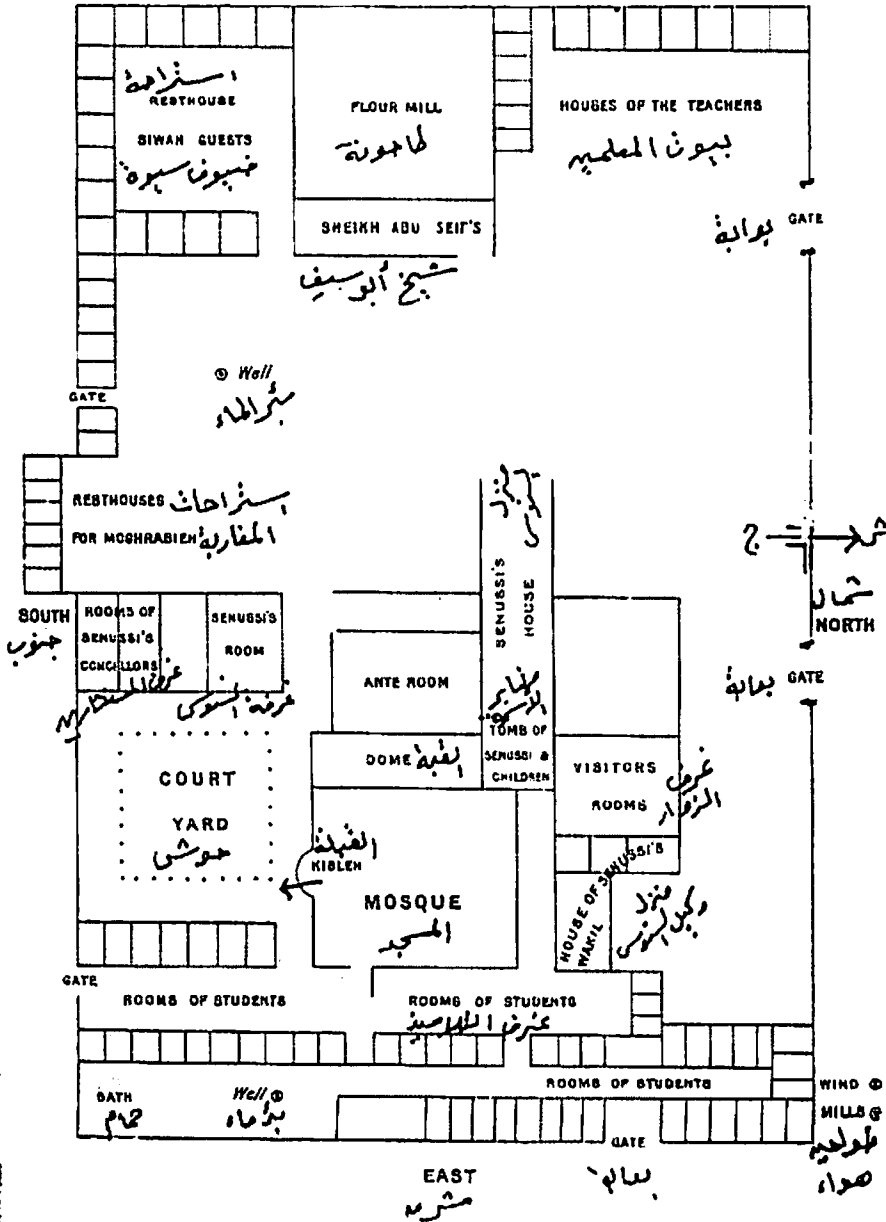 استراحة
RESTHOUSE
SIWAH GUESTS
ضيوف سيوة
FLOUR MILL
طاحونة
HOUSES OF THE TEACHERS
بيوت المعلمين
SHEIKH ABU SEIF'S
شيخ أبو سيف
بوابة GATE
Well
بئر الماء
GATE
RESTHOUSES استراحات
FOR MOGHRABIEH المغاربة
SENUSSI'S
HOUSE
ج
ش
شمال
NORTH
SOUTH
جنوب
ROOMS OF
SENUSSI'S
CONCELLORS
SENUSSI'S
ROOM
غرفة السنوسي
ANTE ROOM
بوابة GATE
مقابر
TOMB OF
SENUSSI &
CHILDREN
DOME القبة
VISITORS
ROOMS
غرف
الزوار
COURT
YARD
حوش
القبلة
KIBLEH
MOSQUE
المسجد
HOUSE OF SENUSSI'S
WAKIL
منزل
وكيل السنوسي
GATE
ROOMS OF STUDENTS
ROOMS OF STUDENTS
غرف التلاميذ
ROOMS OF STUDENTS
BATH
حمام
Well
بئر ماء
WIND
MILLS
طواحين
هواء
GATE
بوابة
EAST
شرق